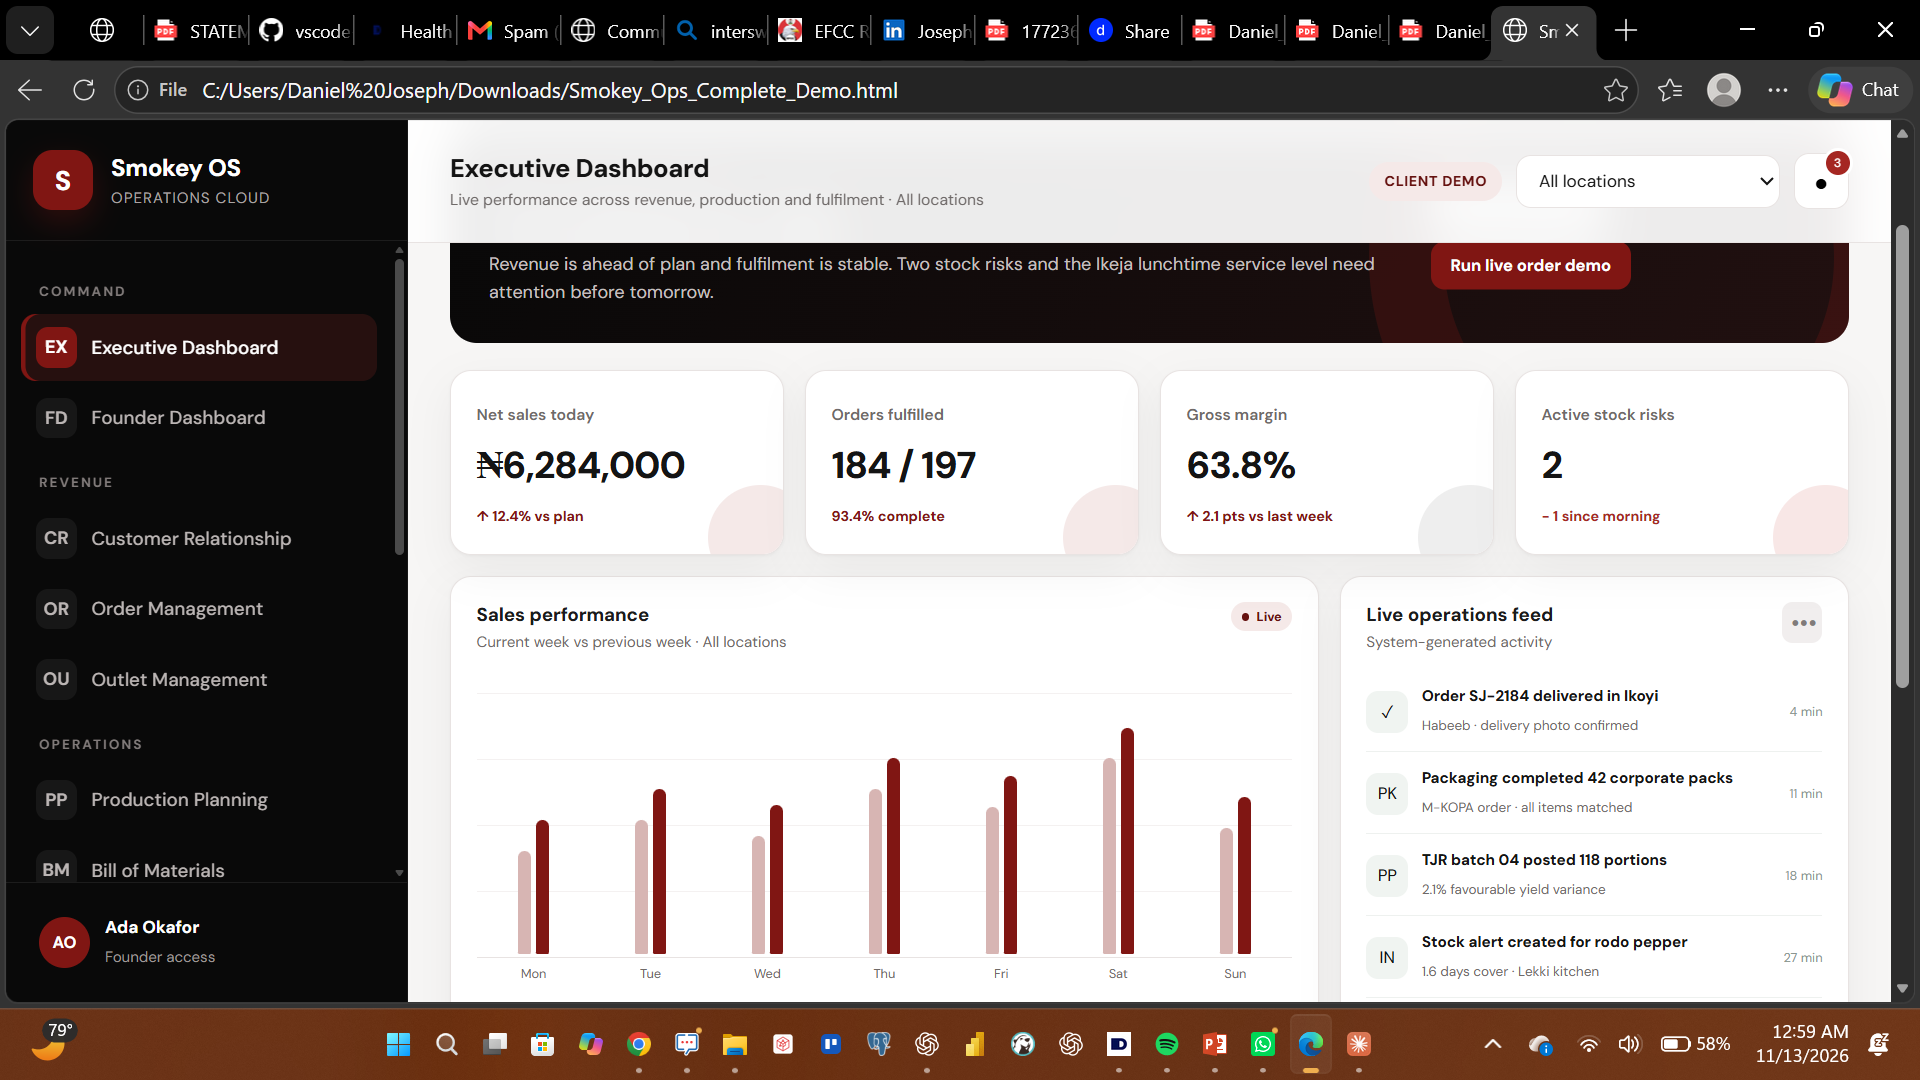 STATEM
vscode
Health
Spam (
Comm
intersw
EFCC R
Joseph
17723
Share
Daniel_
Daniel_
Daniel_
Sm
File C:/Users/Daniel%20Joseph/Downloads/Smokey_Ops_Complete_Demo.html
Chat
S
Smokey OS
OPERATIONS CLOUD
COMMAND
EX Executive Dashboard
FD Founder Dashboard
REVENUE
CR Customer Relationship
OR Order Management
OU Outlet Management
OPERATIONS
PP Production Planning
BM Bill of Materials
AO
Ada Okafor
Founder access
Executive Dashboard
Live performance across revenue, production and fulfilment · All locations
CLIENT DEMO
All locations
3
Revenue is ahead of plan and fulfilment is stable. Two stock risks and the Ikeja lunchtime service level need
attention before tomorrow.
Run live order demo
Net sales today
₦6,284,000
↑ 12.4% vs plan
Orders fulfilled
184 / 197
93.4% complete
Gross margin
63.8%
↑ 2.1 pts vs last week
Active stock risks
2
- 1 since morning
Sales performance
Current week vs previous week · All locations
Live
Mon Tue Wed Thu Fri Sat Sun
Live operations feed
System-generated activity
✓
Order SJ-2184 delivered in Ikoyi
Habeeb · delivery photo confirmed
4 min
PK
Packaging completed 42 corporate packs
M-KOPA order · all items matched
11 min
PP
TJR batch 04 posted 118 portions
2.1% favourable yield variance
18 min
IN
Stock alert created for rodo pepper
1.6 days cover · Lekki kitchen
27 min
79°
58%
12:59 AM
11/13/2026